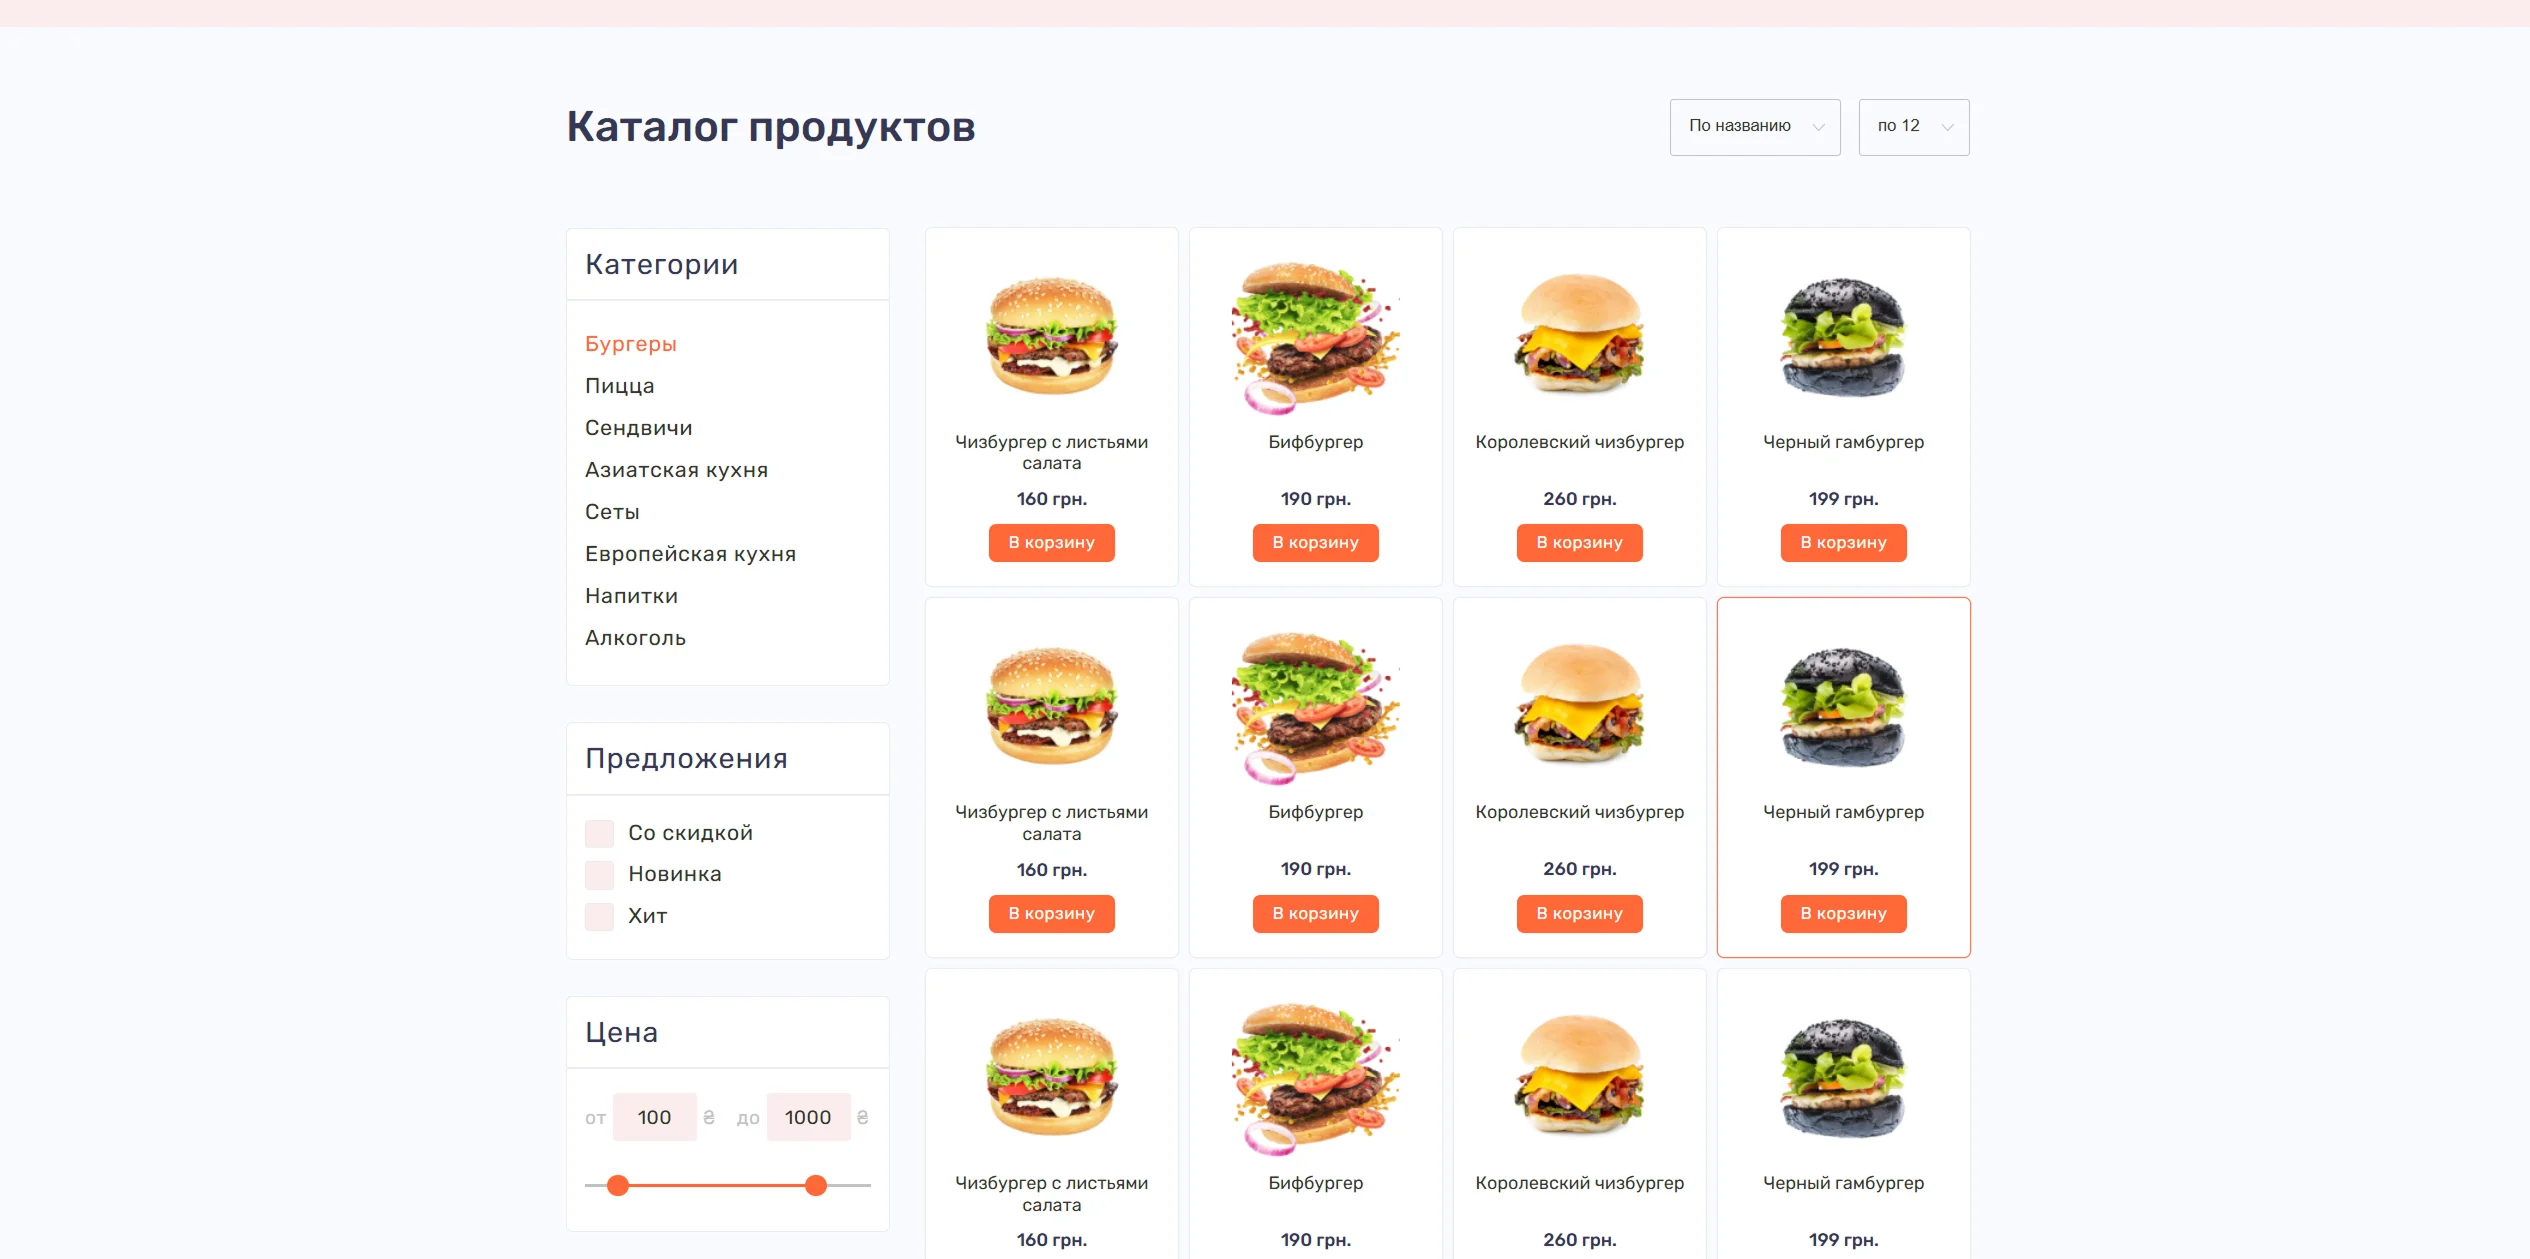 Каталог продуктов
По названию
по 12
Категории
Бургеры
Пицца
Сендвичи
Азиатская кухня
Сеты
Европейская кухня
Напитки
Алкоголь
Предложения
Со скидкой
Новинка
Хит
Цена
от 100 ₴ до 1000 ₴
Чизбургер с листьями
салата
160 грн.
В корзину
Бифбургер
190 грн.
В корзину
Королевский чизбургер
260 грн.
В корзину
Черный гамбургер
199 грн.
В корзину
Чизбургер с листьями
салата
160 грн.
В корзину
Бифбургер
190 грн.
В корзину
Королевский чизбургер
260 грн.
В корзину
Черный гамбургер
199 грн.
В корзину
Чизбургер с листьями
салата
160 грн.
Бифбургер
190 грн.
Королевский чизбургер
260 грн.
Черный гамбургер
199 грн.